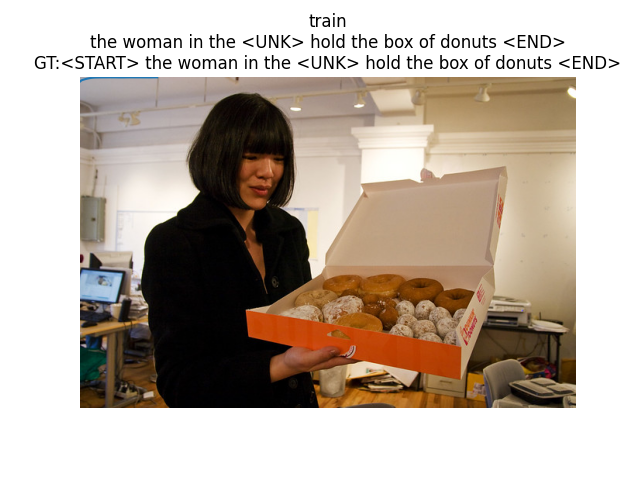 train
the woman in the <UNK> hold the box of donuts <END>
GT:<START> the woman in the <UNK> hold the box of donuts <END>